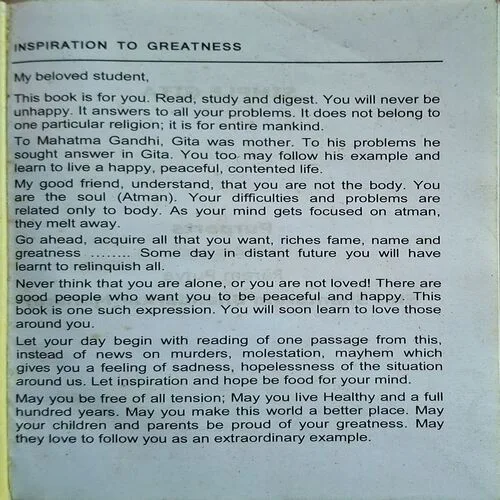 INSPIRATION TO GREATNESS
My beloved student,
This book is for you. Read, study and digest. You will never be
unhappy. It answers to all your problems. It does not belong to
one particular religion; it is for entire mankind.
To Mahatma Gandhi, Gita was mother. To his problems he
sought answer in Gita. You too may follow his example and
learn to live a happy, peaceful, contented life.
My good friend, understand, that you are not the body. You
are the soul (Atman). Your difficulties and problems are
related only to body. As your mind gets focused on atman,
they melt away.
Go ahead, acquire all that you want, riches fame, name and
greatness ........ Some day in distant future you will have
learnt to relinquish all.
Never think that you are alone, or you are not loved! There are
good people who want you to be peaceful and happy. This
book is one such expression. You will soon learn to love those
around you.
Let your day begin with reading of one passage from this,
instead of news on murders, molestation, mayhem which
gives you a feeling of sadness, hopelessness of the situation
around us. Let inspiration and hope be food for your mind.
May you be free of all tension; May you live Healthy and a full
hundred years. May you make this world a better place. May
your children and parents be proud of your greatness. May
they love to follow you as an extraordinary example.